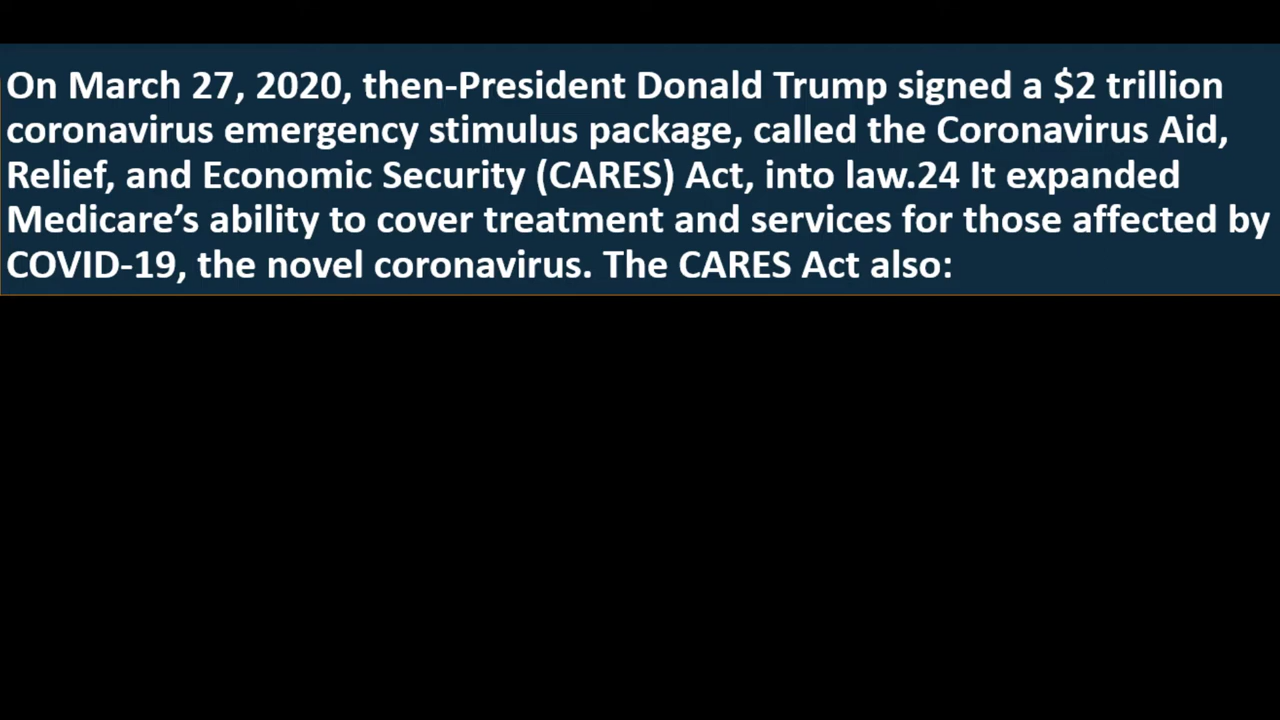 On March 27, 2020, then-President Donald Trump signed a $2 trillion
coronavirus emergency stimulus package, called the Coronavirus Aid,
Relief, and Economic Security (CARES) Act, into law.24 It expanded
Medicare’s ability to cover treatment and services for those affected by
COVID-19, the novel coronavirus. The CARES Act also: